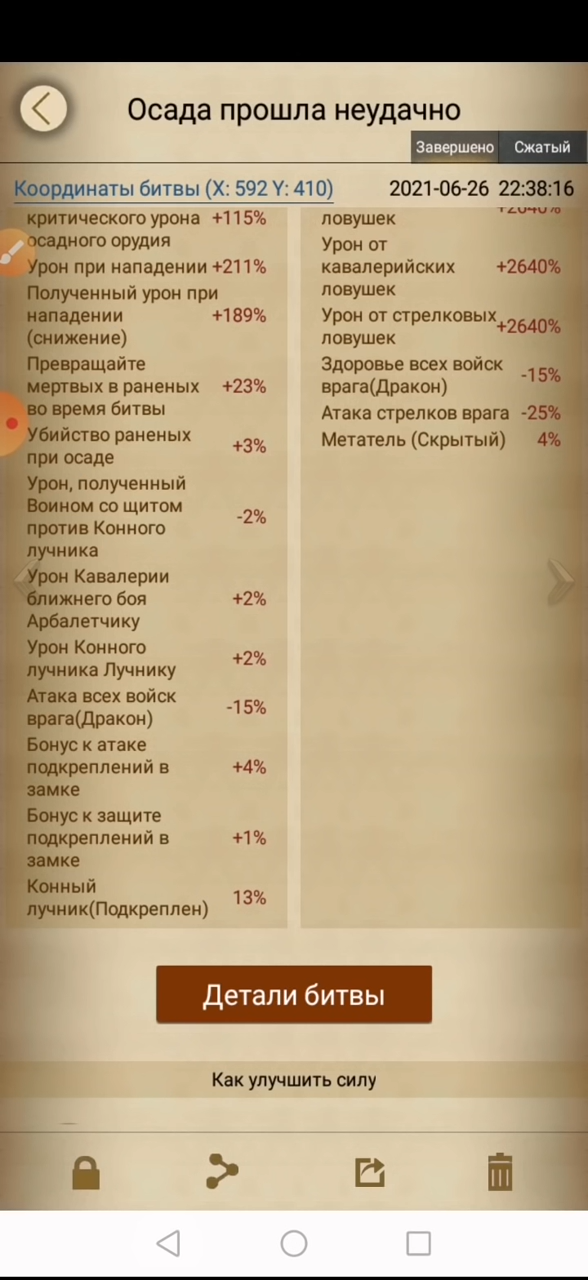 Осада прошла неудачно
Завершено Сжатый
Координаты битвы (X: 592 Y: 410) 2021-06-26 22:38:16
критического урона +115%
осадного орудия
Урон при нападении +211%
Полученный урон при
нападении +189%
(снижение)
Превращайте
мертвых в раненых +23%
во время битвы
Убийство раненых +3%
при осаде
Урон, полученный
Воином со щитом -2%
против Конного
лучника
Урон Кавалерии
ближнего боя +2%
Арбалетчику
Урон Конного +2%
лучника Лучнику
Атака всех войск -15%
врага(Дракон)
Бонус к атаке
подкреплений в +4%
замке
Бонус к защите
подкреплений в +1%
замке
Конный 13%
лучник(Подкреплен)
ловушек +2640%
Урон от
кавалерийских +2640%
ловушек
Урон от стрелковых +2640%
ловушек
Здоровье всех войск -15%
врага(Дракон)
Атака стрелков врага -25%
Метатель (Скрытый) 4%
Детали битвы
Как улучшить силу